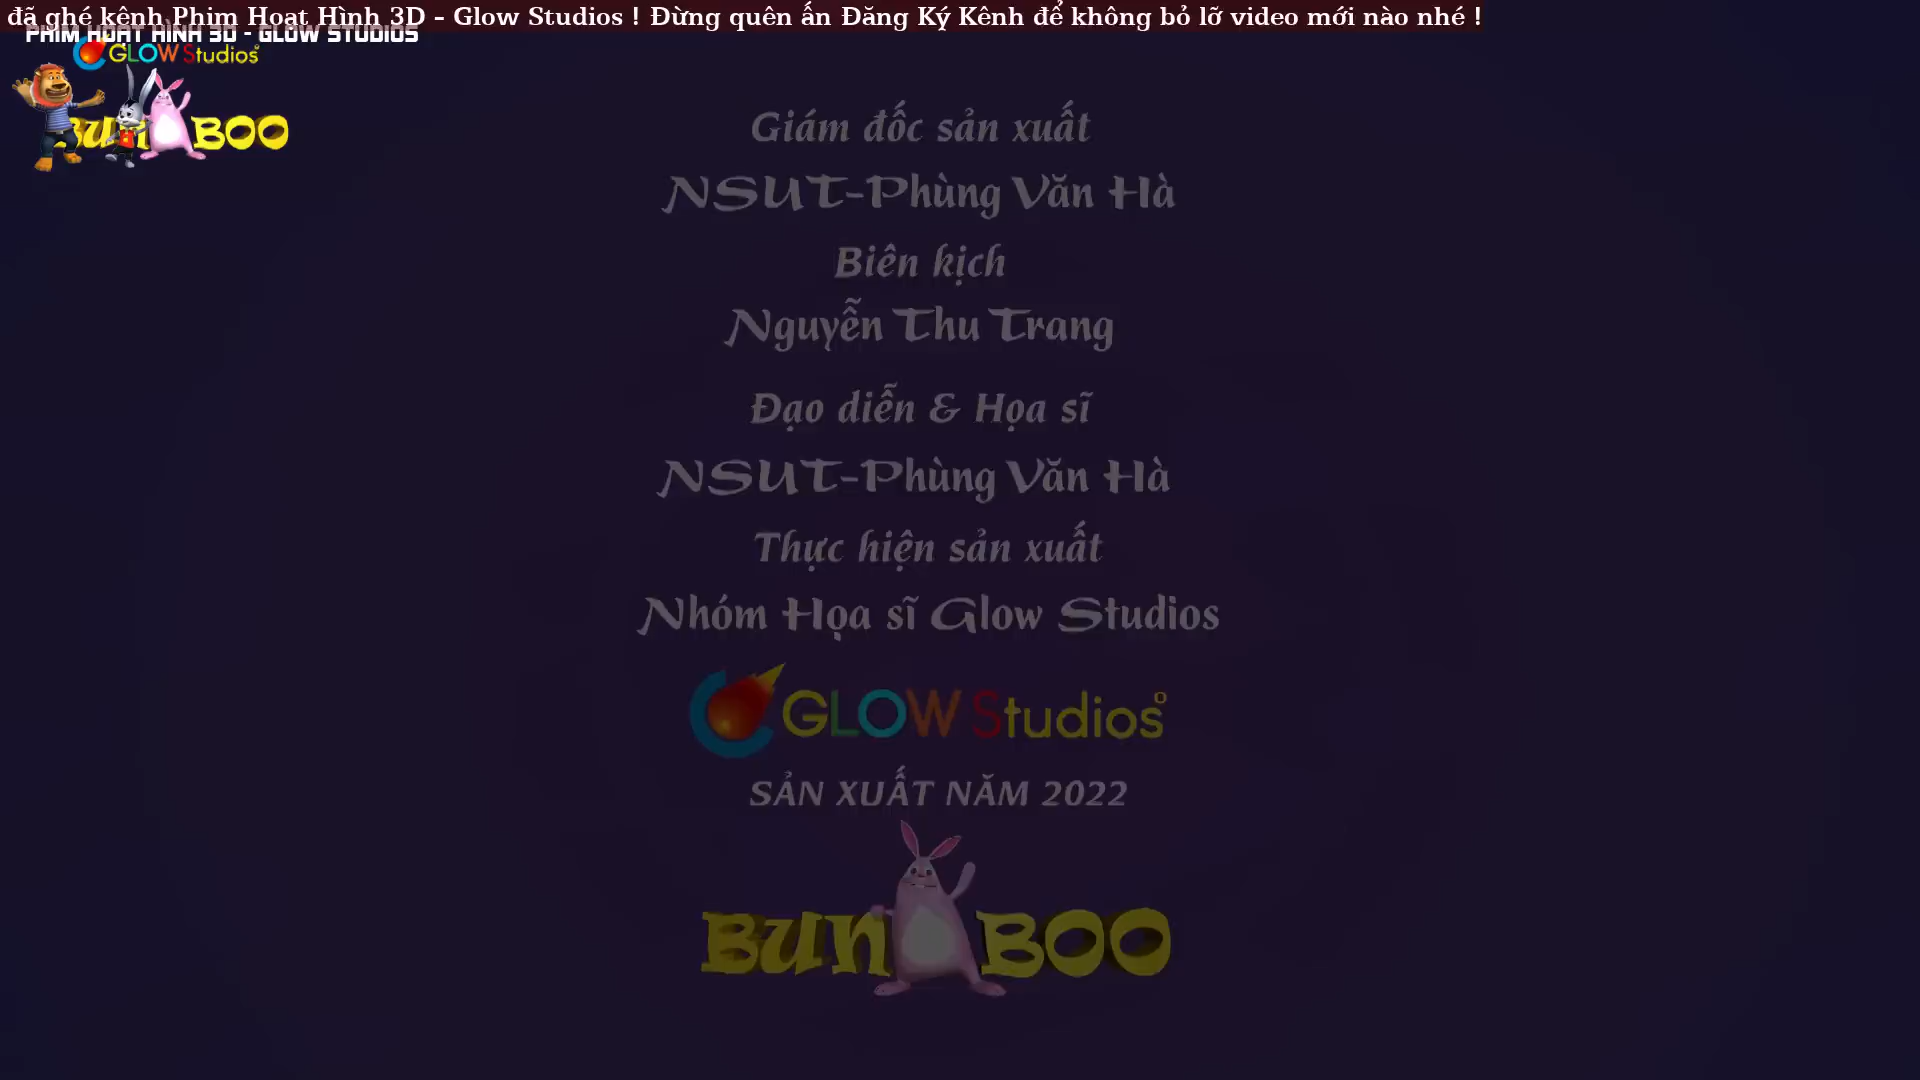 đã ghé kênh Phim Hoạt Hình 3D – Glow Studios ! Đừng quên ấn Đăng Ký Kênh để không bỏ lỡ video mới nào nhé !
PHIM HOẠT HÌNH 3D - GLOW STUDIOS
GLOW Studios
BUN BOO
Giám đốc sản xuất
NSUT-Phùng Văn Hà
Biên kịch
Nguyễn Thu Trang
Đạo diễn & Họa sĩ
NSUT-Phùng Văn Hà
Thực hiện sản xuất
Nhóm Họa sĩ Glow Studios
GLOW Studios
SẢN XUẤT NĂM 2022
BUN BOO